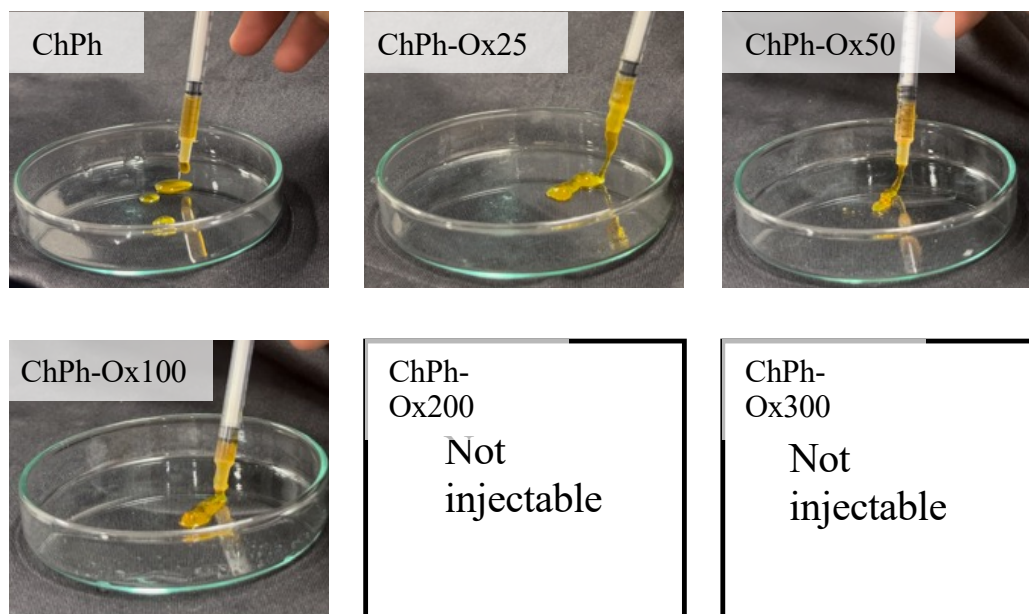 ChPh
ChPh-Ox25
ChPh-Ox50
ChPh-Ox100
ChPh-
Ox200
Not
injectable
ChPh-
Ox300
Not
injectable